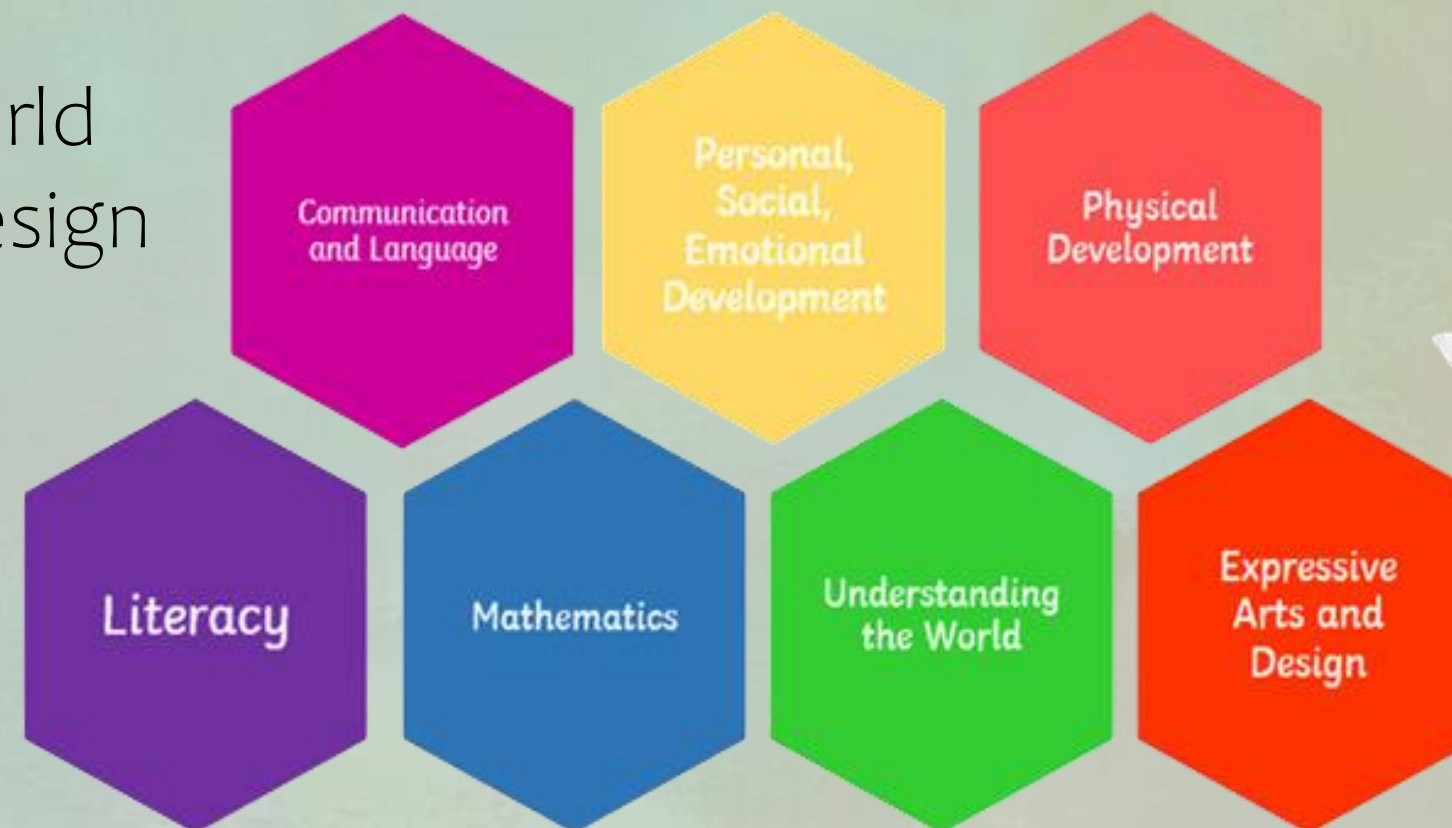 rld
esign
Communication
and Language
Personal,
Social,
Emotional
Development
Physical
Development
Literacy
Mathematics
Understanding
the World
Expressive
Arts and
Design